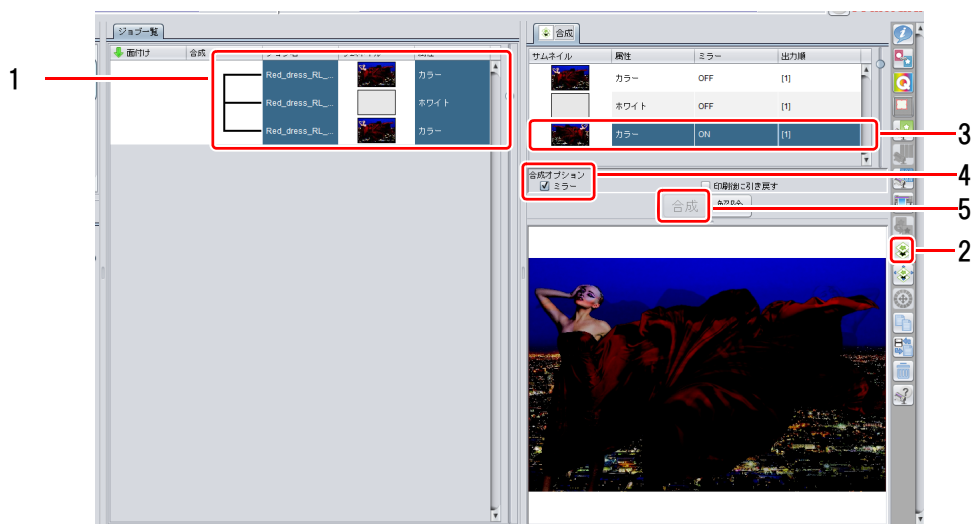 ジョブ一覧
面付け 合成
Red_dress_RL_... カラー
Red_dress_RL_... ホワイト
Red_dress_RL_... カラー
合成
サムネイル 属性 ミラー 出力順
カラー OFF [1]
ホワイト OFF [1]
カラー ON [1]
合成オプション
ミラー
印刷後に引き戻す
合成
1
3
4
5
2